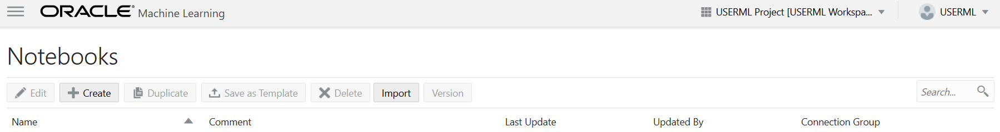 ORACLE® Machine Learning USERML Project [USERML Workspa... USERML
Notebooks
Edit Create Duplicate Save as Template Delete Import Version Search...
Name Comment Last Update Updated By Connection Group